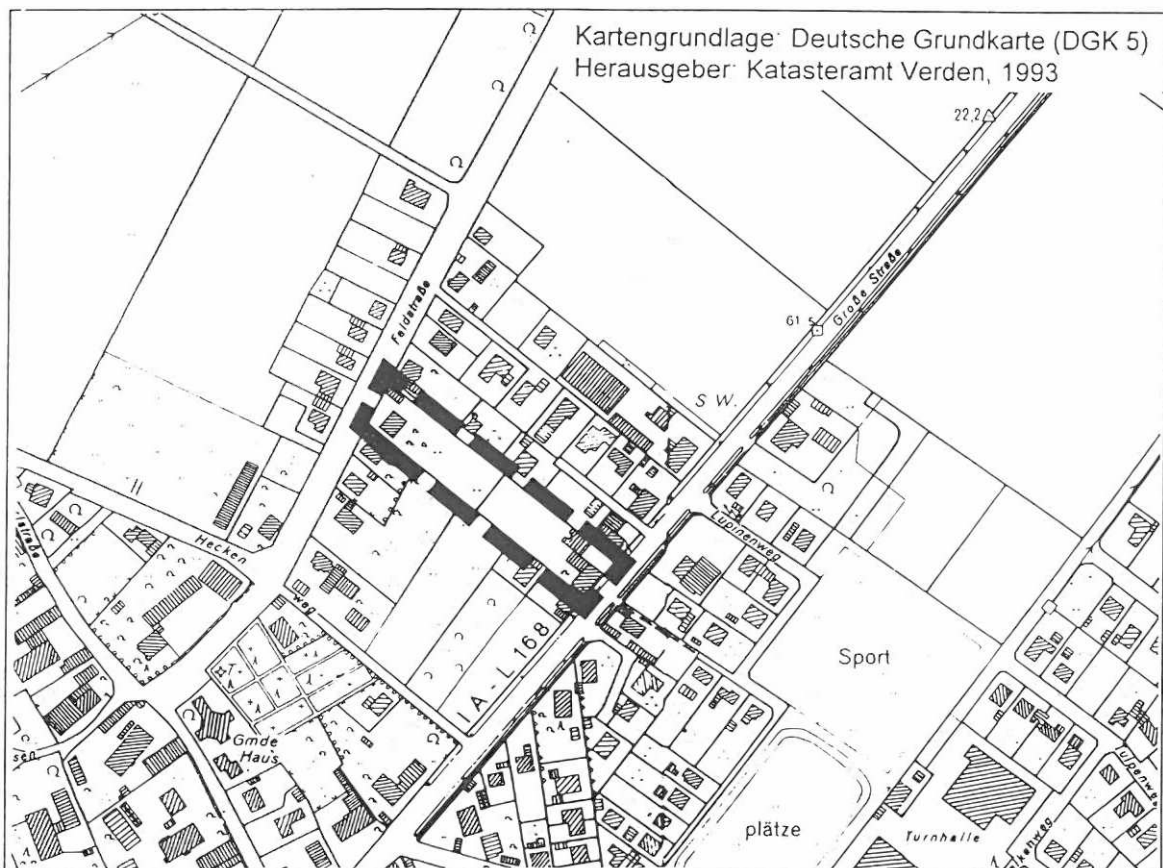 Kartengrundlage: Deutsche Grundkarte (DGK 5)
Herausgeber: Katasteramt Verden, 1993
22,2
Große Straße
61
Feldstraße
S W.
Lupinenweg
Hecken
weg
I A - L 168
Sport
Gmde
Haus
plätze
Turnhalle